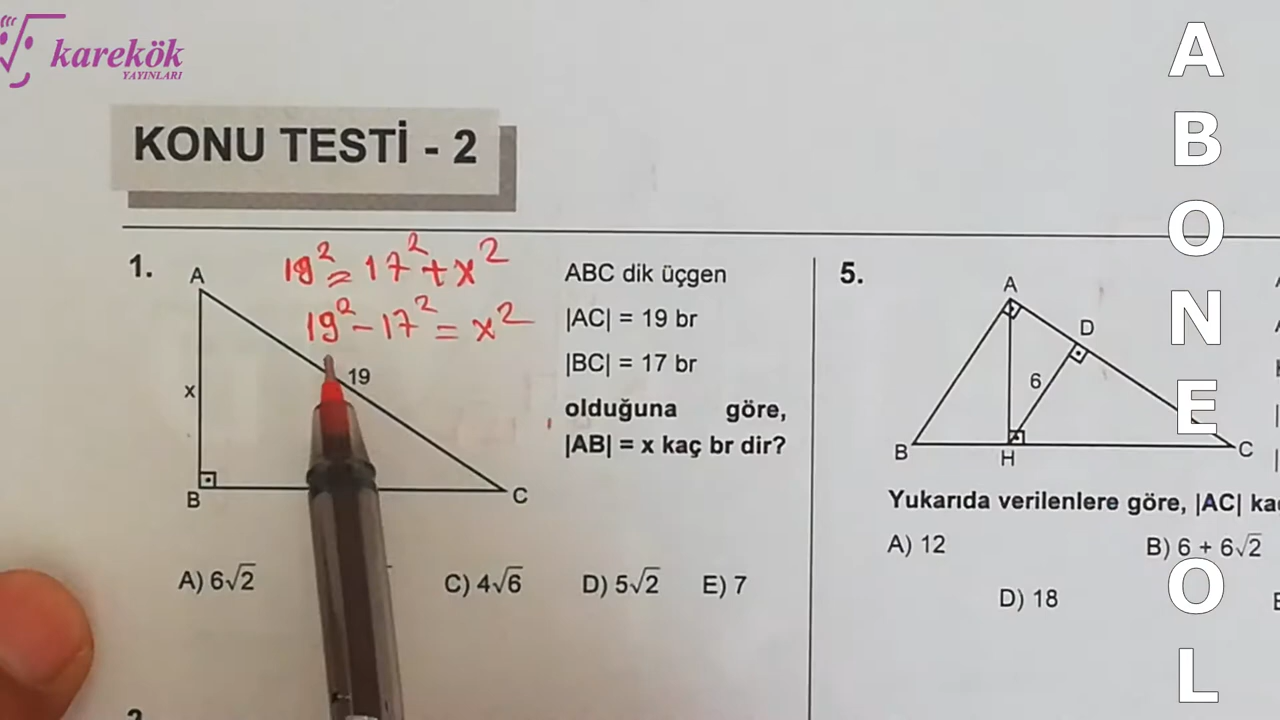 karekök
YAYINLARI
KONU TESTİ - 2
1.
A
19² = 17² + x²
19² - 17² = x²
x
19
B
C
ABC dik üçgen
|AC| = 19 br
|BC| = 17 br
olduğuna göre,
|AB| = x kaç br dir?
A) 6√2
C) 4√6
D) 5√2
E) 7
5.
A
D
6
B
H
C
Yukarıda verilenlere göre, |AC|
A) 12
B) 6 + 6√2
D) 18
A
B
O
N
E
O
L